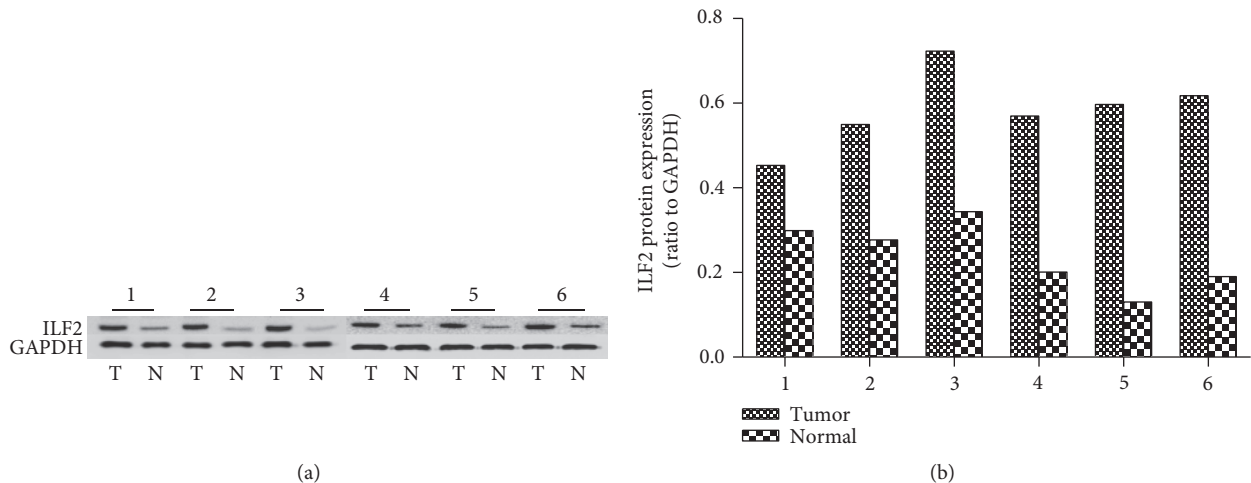 1 2 3 4 5 6
ILF2
GAPDH
T N T N T N T N T N T N
(a)
ILF2 protein expression
(ratio to GAPDH)
0.8
0.6
0.4
0.2
0.0
1 2 3 4 5 6
Tumor
Normal
(b)